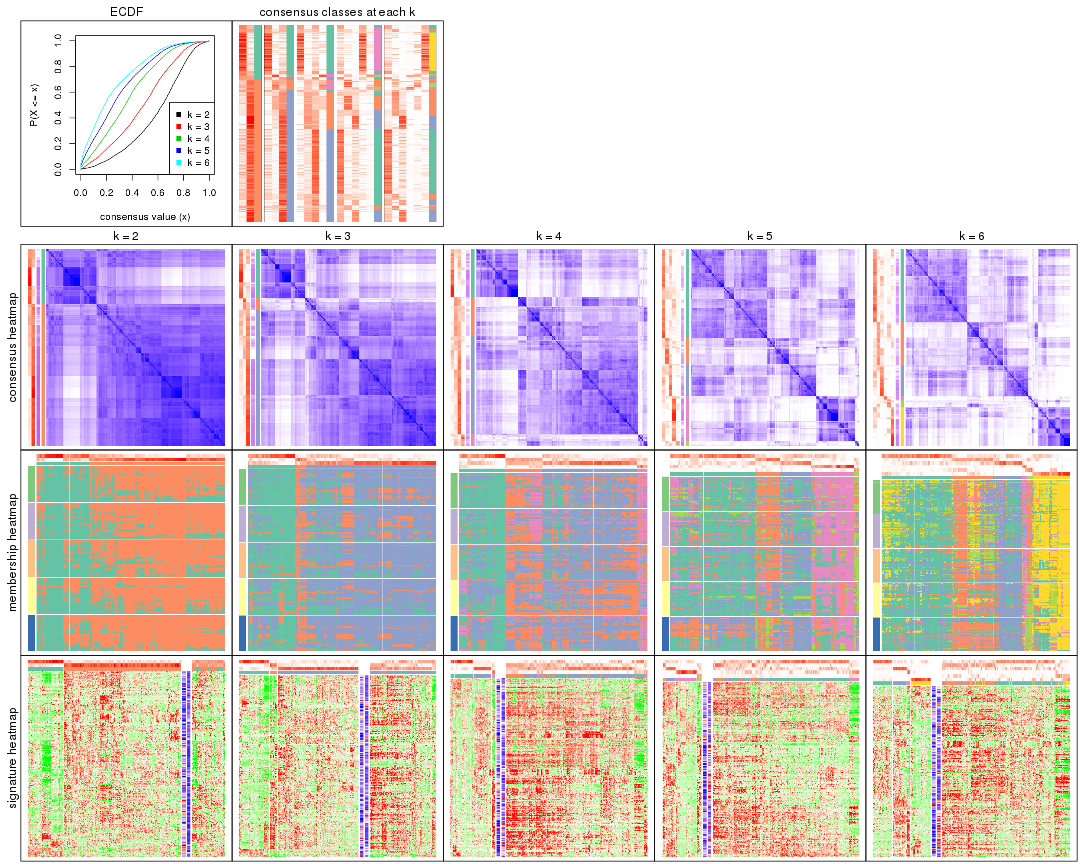 ECDF
consensus classes at each k
P(X <= x)
0.0 0.2 0.4 0.6 0.8 1.0
k = 2
k = 3
k = 4
k = 5
k = 6
0.0 0.2 0.4 0.6 0.8 1.0
consensus value (x)
k = 2 k = 3 k = 4 k = 5 k = 6
consensus heatmap
membership heatmap
signature heatmap